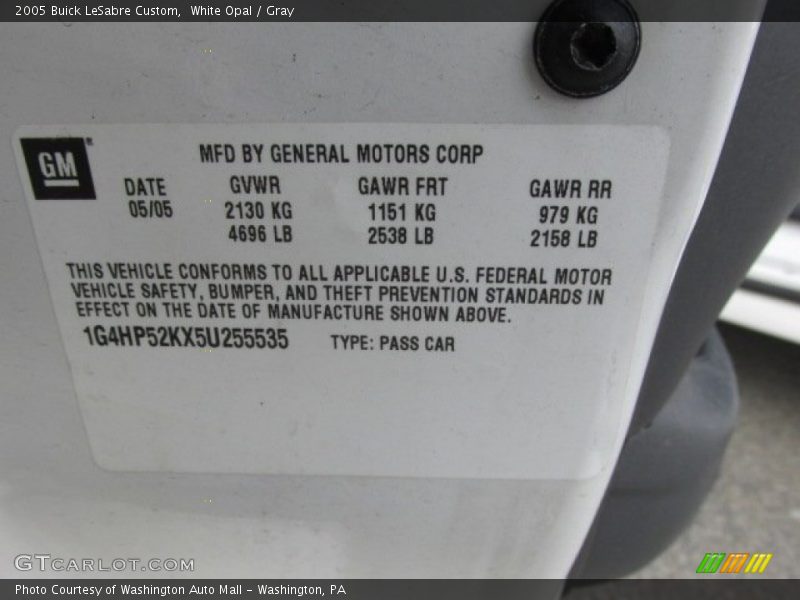 2005 Buick LeSabre Custom, White Opal / Gray
GM
MFD BY GENERAL MOTORS CORP
DATE GVWR GAWR FRT GAWR RR
05/05 2130 KG 1151 KG 979 KG
4696 LB 2538 LB 2158 LB
THIS VEHICLE CONFORMS TO ALL APPLICABLE U.S. FEDERAL MOTOR
VEHICLE SAFETY, BUMPER, AND THEFT PREVENTION STANDARDS IN
EFFECT ON THE DATE OF MANUFACTURE SHOWN ABOVE.
1G4HP52KX5U255535 TYPE: PASS CAR
GTCARLOT.COM
Photo Courtesy of Washington Auto Mall - Washington, PA